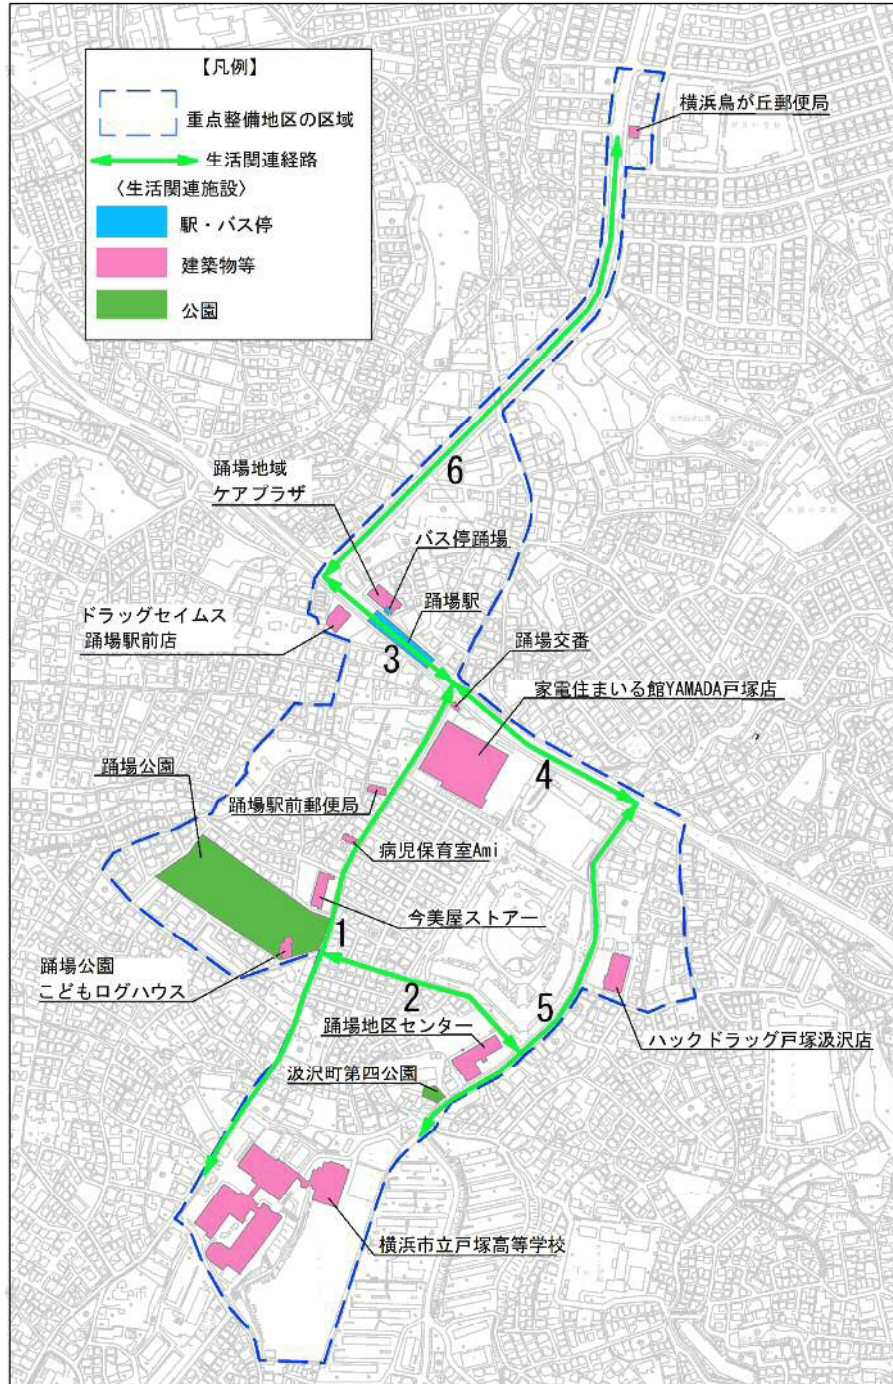 【凡例】
重点整備地区の区域
生活関連経路
〈生活関連施設〉
駅・バス停
建築物等
公園
横浜鳥が丘郵便局
6
踊場地域
ケアプラザ
バス停踊場
踊場駅
ドラッグセイムス
踊場駅前店
3
踊場交番
家電住まいる館YAMADA戸塚店
4
踊場公園
踊場駅前郵便局
病児保育室Ami
今美屋ストアー
1
踊場公園
こどもログハウス
2
5
踊場地区センター
ハックドラッグ戸塚汲沢店
汲沢町第四公園
横浜市立戸塚高等学校